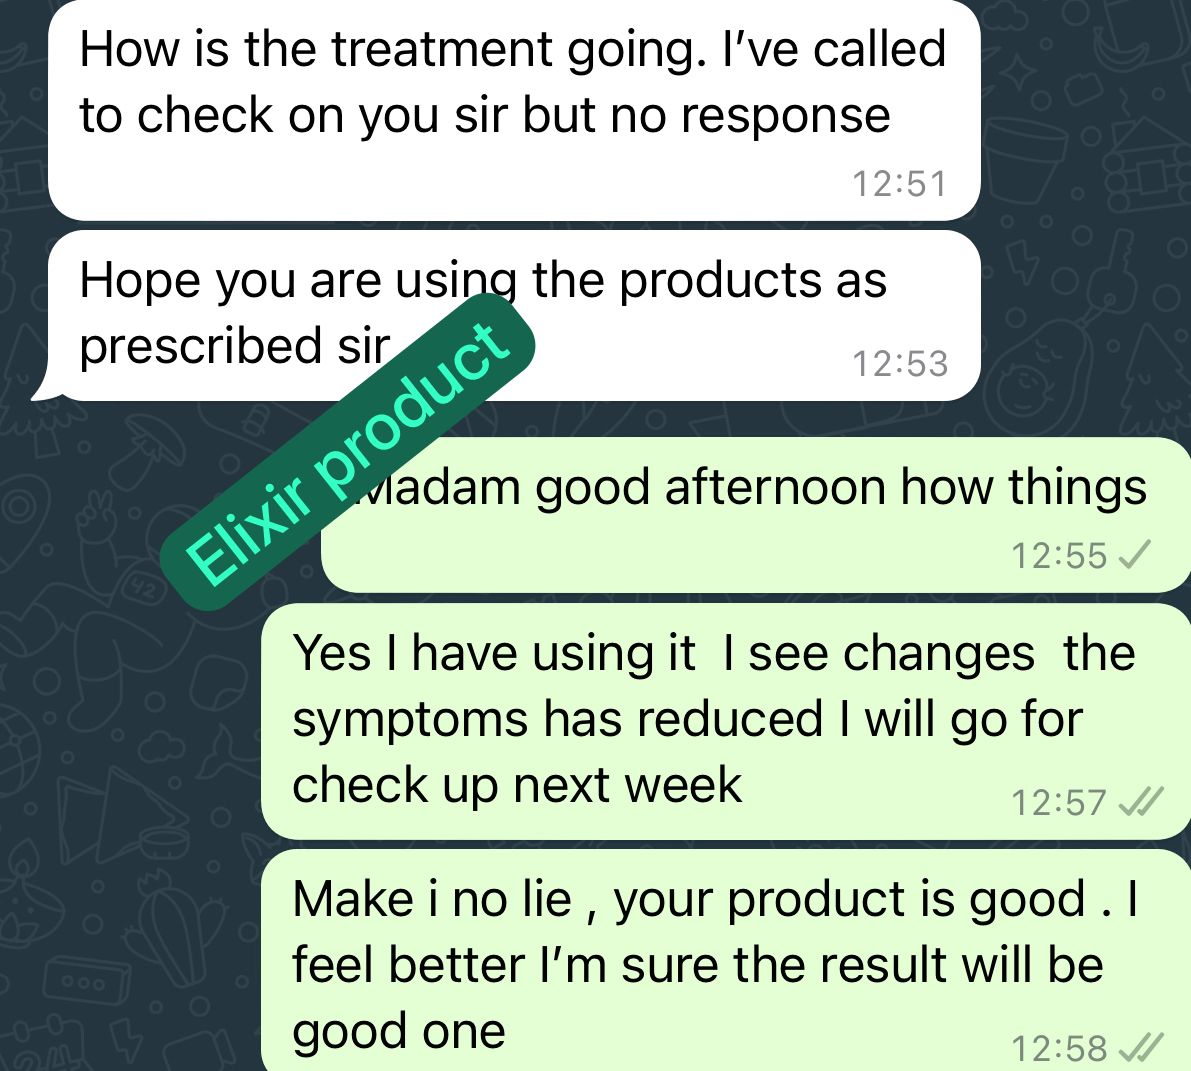 How is the treatment going. I've called
to check on you sir but no response
12:51
Hope you are using the products as
prescribed sir
12:53
Elixir product
Madam good afternoon how things
12:55
Yes I have using it  I see changes  the
symptoms has reduced I will go for
check up next week
12:57
Make i no lie , your product is good . I
feel better I'm sure the result will be
good one
12:58